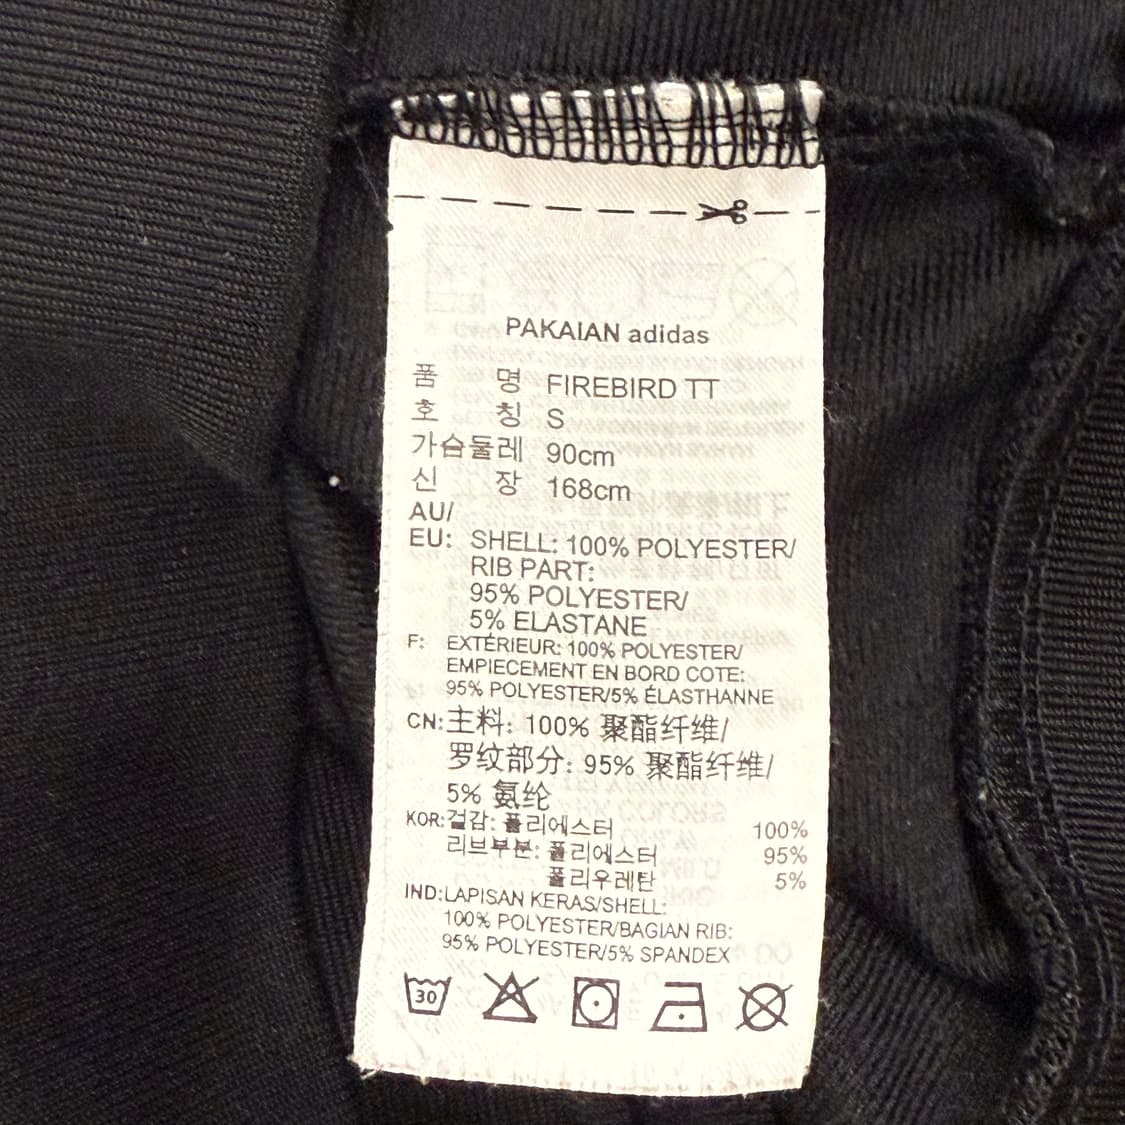 PAKAIAN adidas
품 명 FIREBIRD TT
호 칭 S
가슴둘레 90cm
신 장 168cm
AU/
EU: SHELL: 100% POLYESTER/
RIB PART:
95% POLYESTER/
5% ELASTANE
F: EXTÉRIEUR: 100% POLYESTER/
EMPIECEMENT EN BORD COTE:
95% POLYESTER/5% ÉLASTHANNE
CN: 主料: 100% 聚酯纤维/
罗纹部分: 95% 聚酯纤维/
5% 氨纶
KOR: 겉감: 폴리에스터 100%
리브부분: 폴리에스터 95%
폴리우레탄 5%
IND: LAPISAN KERAS/SHELL:
100% POLYESTER/BAGIAN RIB:
95% POLYESTER/5% SPANDEX
30